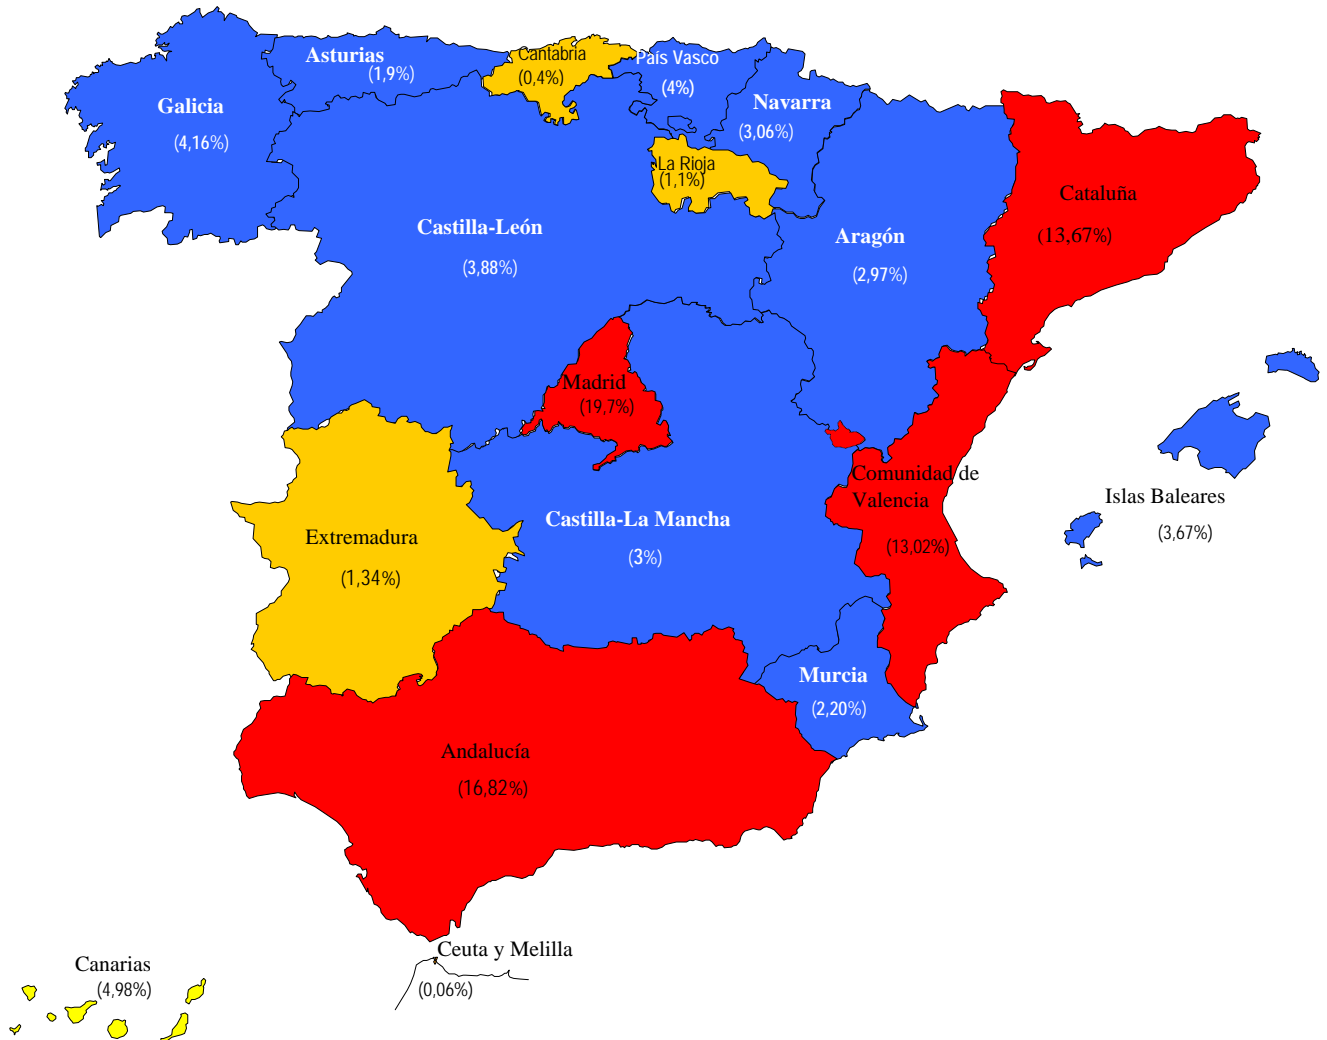 Asturias
(1,9%)
Cantabria
(0,4%)
País Vasco
(4%)
Galicia
(4,16%)
Navarra
(3,06%)
La Rioja
(1,1%)
Cataluña
(13,67%)
Castilla-León
(3,88%)
Aragón
(2,97%)
Madrid
(19,7%)
Comunidad de
Valencia
(13,02%)
Islas Baleares
(3,67%)
Extremadura
(1,34%)
Castilla-La Mancha
(3%)
Murcia
(2,20%)
Andalucía
(16,82%)
Ceuta y Melilla
(0,06%)
Canarias
(4,98%)